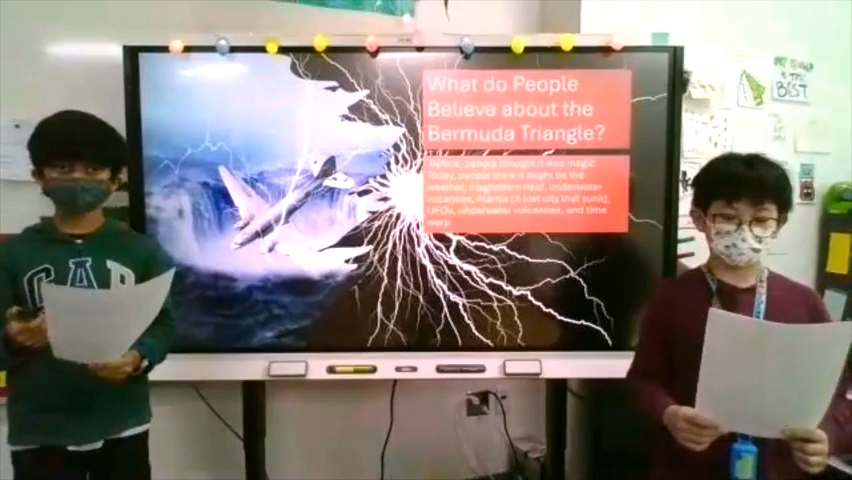 What do People
Believe about the
Bermuda Triangle?
Before, people thought it was magic
Today, people think it might be the
weather, magnetism field, underwater
volcanoes, Atlantis (A lost city that sunk),
UFOs, underwater volcanoes, and time
warp.
GAP
THE
BEST